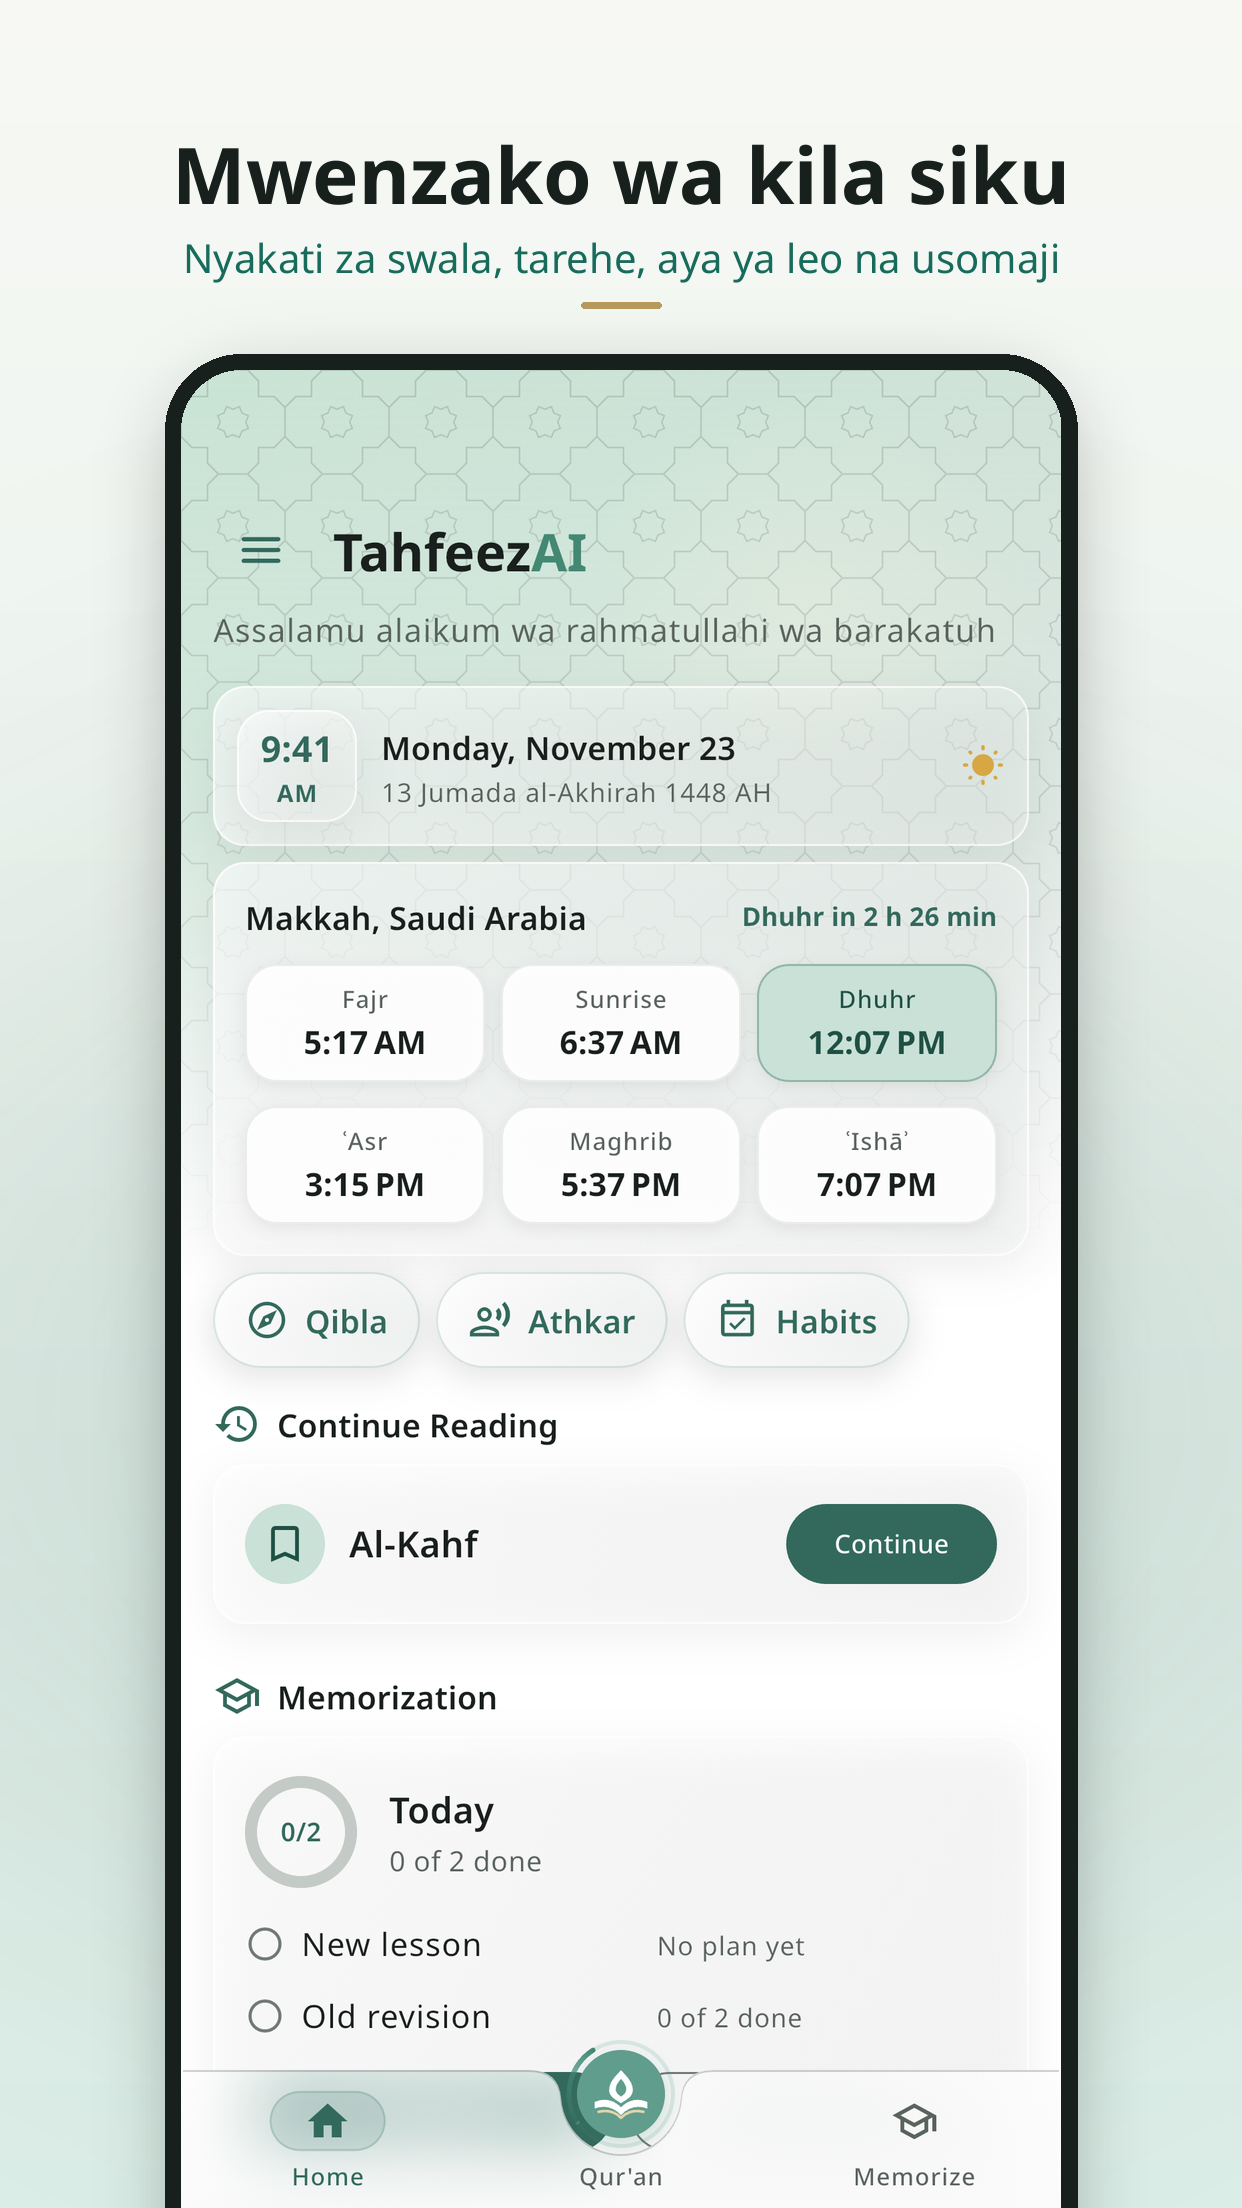 Mwenzako wa kila siku
Nyakati za swala, tarehe, aya ya leo na usomaji
TahfeezAI
Assalamu alaikum wa rahmatullahi wa barakatuh
9:41
AM
Monday, November 23
13 Jumada al-Akhirah 1448 AH
Makkah, Saudi Arabia
Dhuhr in 2 h 26 min
Fajr
5:17 AM
Sunrise
6:37 AM
Dhuhr
12:07 PM
ʿAsr
3:15 PM
Maghrib
5:37 PM
ʿIshāʾ
7:07 PM
Qibla
Athkar
Habits
Continue Reading
Al-Kahf
Continue
Memorization
0/2
Today
0 of 2 done
New lesson
No plan yet
Old revision
0 of 2 done
Home
Qur'an
Memorize